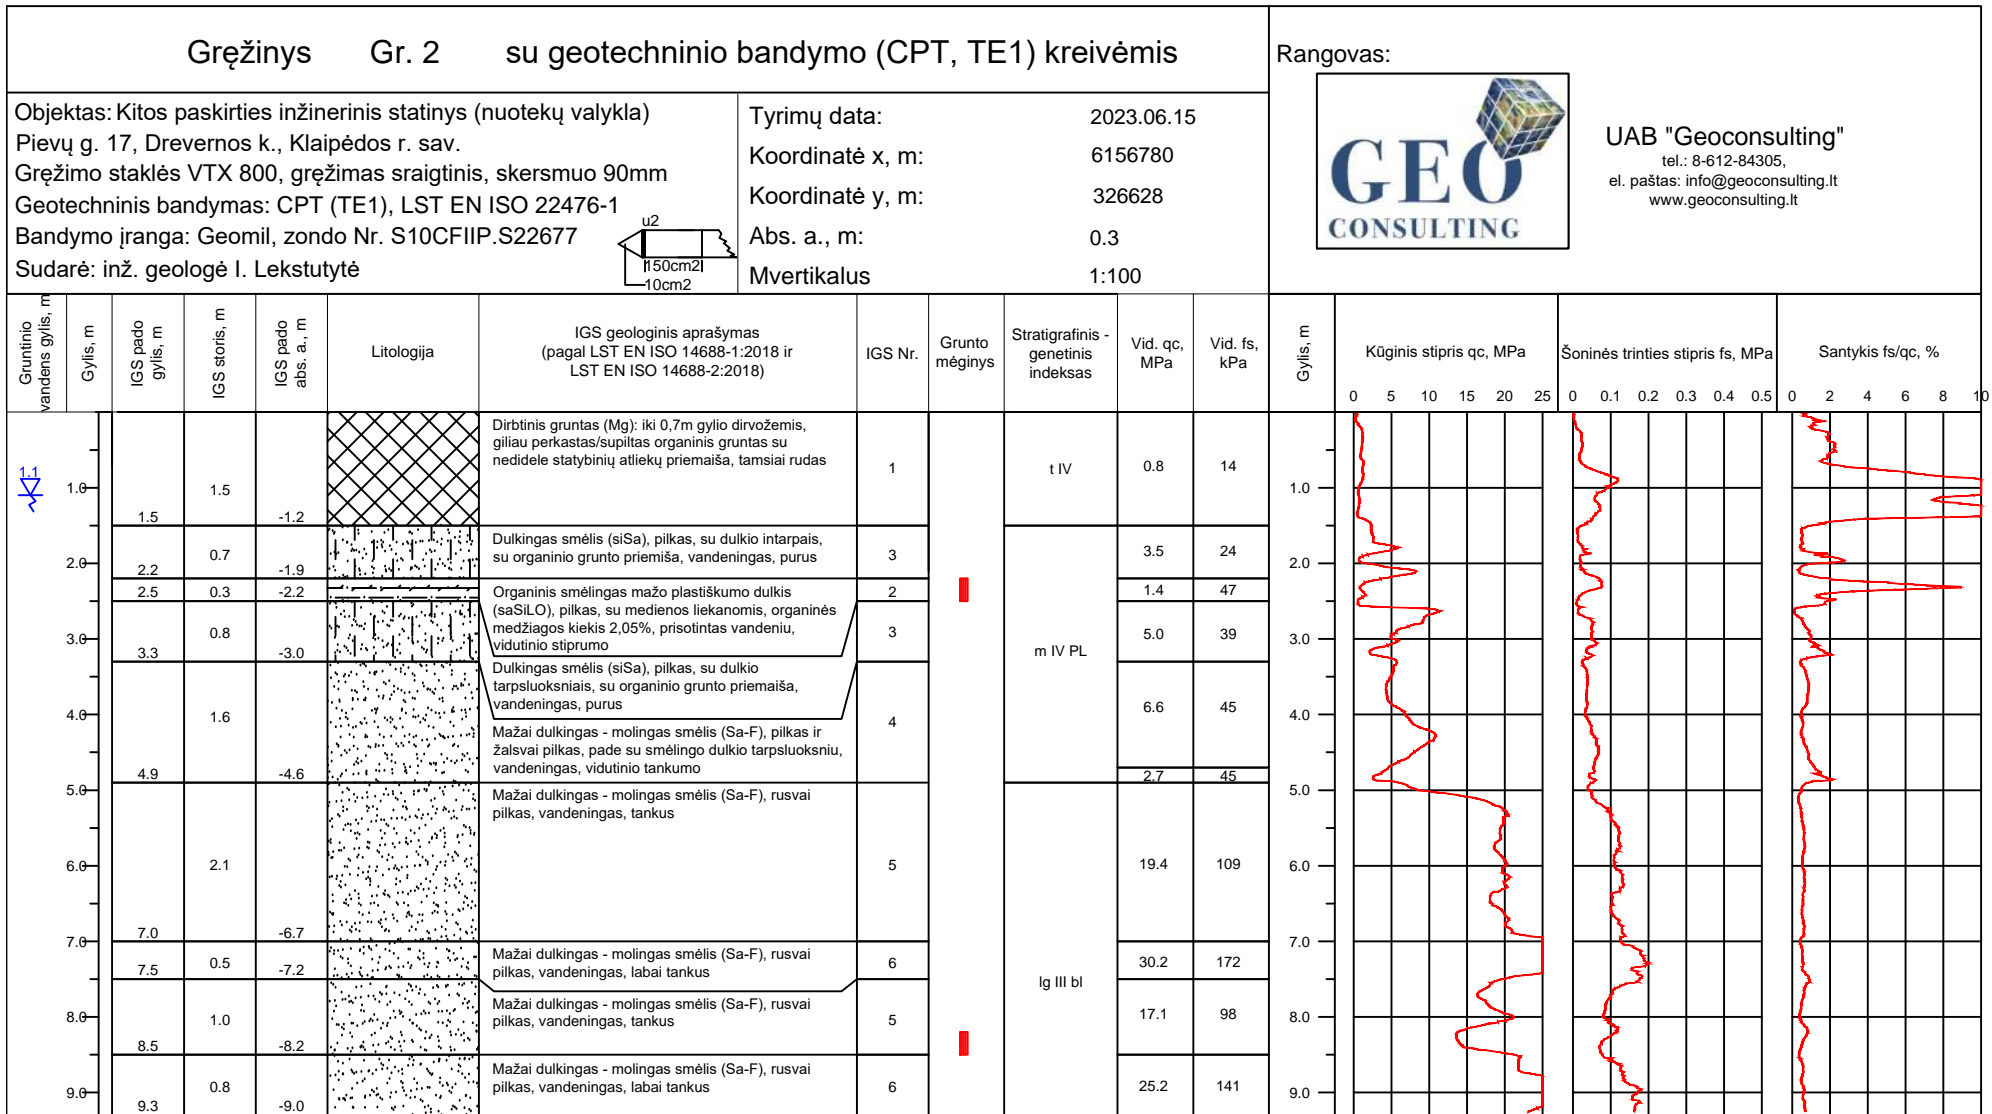 Gręžinys Gr. 2 su geotechninio bandymo (CPT, TE1) kreivėmis
Rangovas:
GEO
CONSULTING
UAB "Geoconsulting"
tel.: 8-612-84305,
el. paštas: info@geoconsulting.lt
www.geoconsulting.lt
Objektas: Kitos paskirties inžinerinis statinys (nuotekų valykla)
Pievų g. 17, Drevernos k., Klaipėdos r. sav.
Gręžimo staklės VTX 800, gręžimas sraigtinis, skersmuo 90mm
Geotechninis bandymas: CPT (TE1), LST EN ISO 22476-1
Bandymo įranga: Geomil, zondo Nr. S10CFIIP.S22677
Sudarė: inž. geologė I. Lekstutytė
u2
150cm2
10cm2
Tyrimų data: 2023.06.15
Koordinatė x, m: 6156780
Koordinatė y, m: 326628
Abs. a., m: 0.3
Mvertikalus 1:100
Gruntinio
vandens gylis, m
Gylis, m
IGS pado
gylis, m
IGS storis, m
IGS pado
abs. a., m
Litologija
IGS geologinis aprašymas
(pagal LST EN ISO 14688-1:2018 ir
LST EN ISO 14688-2:2018)
IGS Nr.
Grunto
mėginys
Stratigrafinis -
genetinis
indeksas
Vid. qc,
MPa
Vid. fs,
kPa
Gylis, m
Kūginis stipris qc, MPa
0 5 10 15 20 25
Šoninės trinties stipris fs, MPa
0 0.1 0.2 0.3 0.4 0.5
Santykis fs/qc, %
0 2 4 6 8 10
1.1
1.0
2.0
3.0
4.0
5.0
6.0
7.0
8.0
9.0
1.5 1.5 -1.2
Dirbtinis gruntas (Mg): iki 0,7m gylio dirvožemis,
giliau perkastas/supiltas organinis gruntas su
nedidele statybinių atliekų priemaiša, tamsiai rudas
1 t IV 0.8 14
2.2 0.7 -1.9
Dulkingas smėlis (siSa), pilkas, su dulkio intarpais,
su organinio grunto priemiša, vandeningas, purus
3 3.5 24
2.5 0.3 -2.2
Organinis smėlingas mažo plastiškumo dulkis
(saSiLO), pilkas, su medienos liekanomis, organinės
medžiagos kiekis 2,05%, prisotintas vandeniu,
vidutinio stiprumo
2 1.4 47
3.3 0.8 -3.0
Dulkingas smėlis (siSa), pilkas, su dulkio
tarpsluoksniais, su organinio grunto priemaiša,
vandeningas, purus
3 m IV PL 5.0 39
4.9 1.6 -4.6
Mažai dulkingas - molingas smėlis (Sa-F), pilkas ir
žalsvai pilkas, pade su smėlingo dulkio tarpsluoksniu,
vandeningas, vidutinio tankumo
4 6.6 45
2.7 45
7.0 2.1 -6.7
Mažai dulkingas - molingas smėlis (Sa-F), rusvai
pilkas, vandeningas, tankus
5 19.4 109
7.5 0.5 -7.2
Mažai dulkingas - molingas smėlis (Sa-F), rusvai
pilkas, vandeningas, labai tankus
6 lg III bl 30.2 172
8.5 1.0 -8.2
Mažai dulkingas - molingas smėlis (Sa-F), rusvai
pilkas, vandeningas, tankus
5 17.1 98
9.3 0.8 -9.0
Mažai dulkingas - molingas smėlis (Sa-F), rusvai
pilkas, vandeningas, labai tankus
6 25.2 141
1.0
2.0
3.0
4.0
5.0
6.0
7.0
8.0
9.0